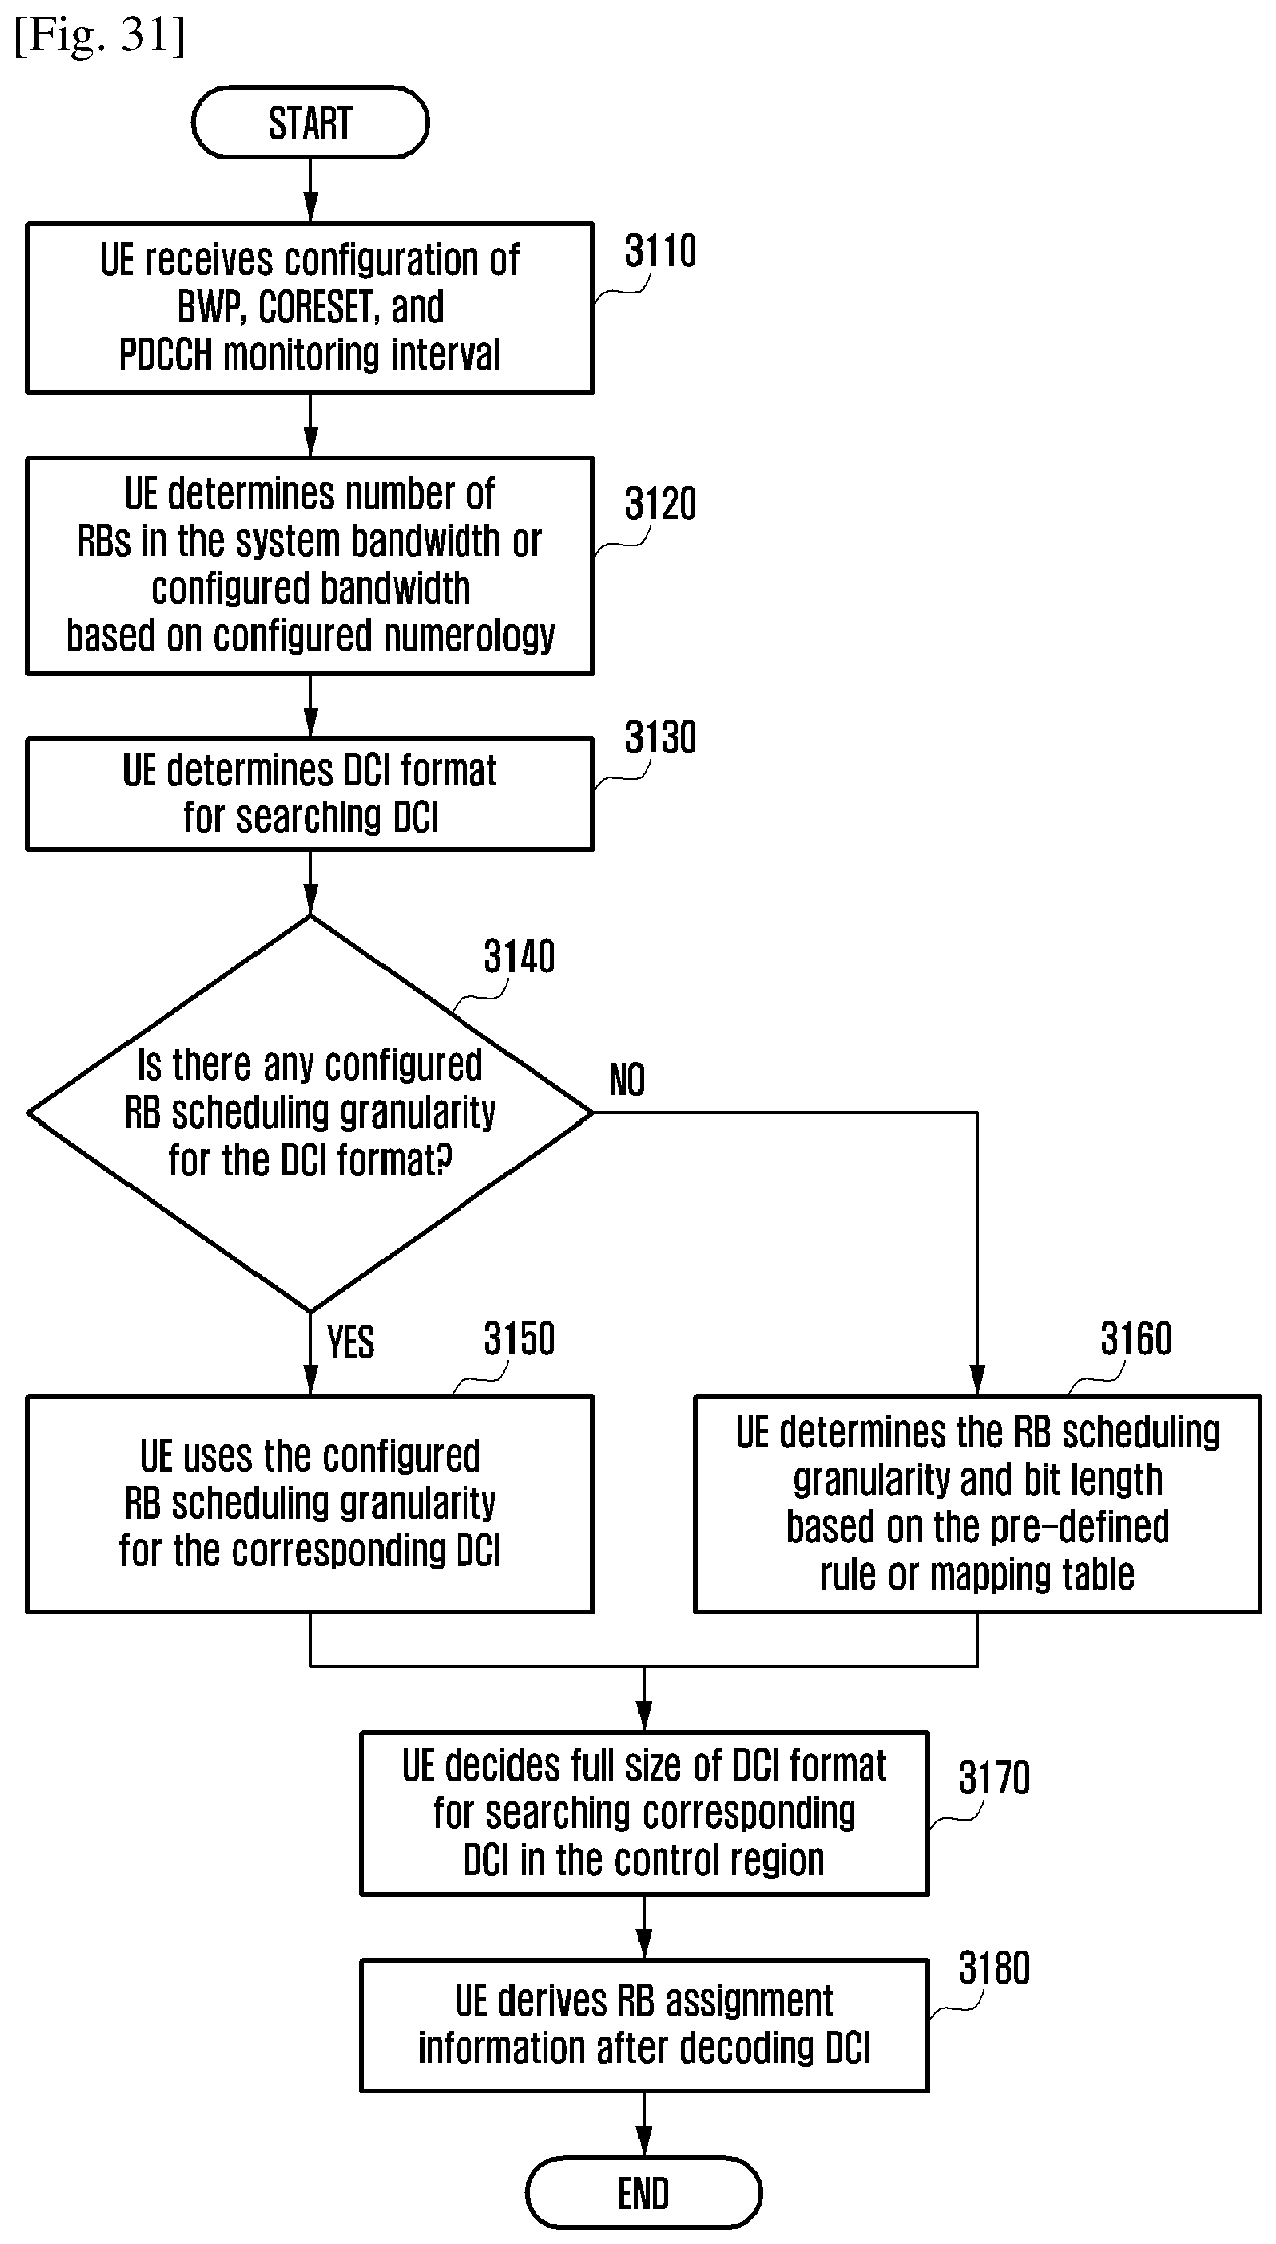 [Fig. 31]
START
UE receives configuration of
BWP, CORESET, and
PDCCH monitoring interval
3110
UE determines number of
RBs in the system bandwidth or
configured bandwidth
based on configured numerology
3120
UE determines DCI format
for searching DCI
3130
3140
Is there any configured
RB scheduling granularity
for the DCI format?
NO
YES
3150
UE uses the configured
RB scheduling granularity
for the corresponding DCI
3160
UE determines the RB scheduling
granularity and bit length
based on the pre-defined
rule or mapping table
UE decides full size of DCI format
for searching corresponding
DCI in the control region
3170
UE derives RB assignment
information after decoding DCI
3180
END